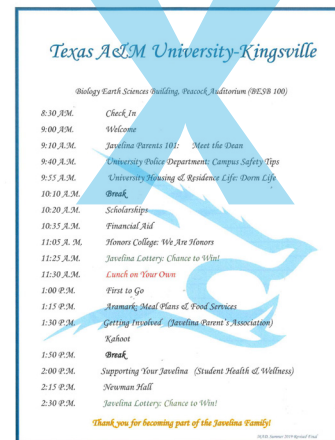 Texas A&M University-Kingsville
Biology Earth Sciences Building, Peacock Auditorium (BESB 100)
8:30 A.M. Check In
9:00 A.M. Welcome
9:10 A.M. Javelina Parents 101: Meet the Dean
9:40 A.M. University Police Department: Campus Safety Tips
9:55 A.M. University Housing & Residence Life: Dorm Life
10:10 A.M. Break
10:20 A.M. Scholarships
10:35 A.M. Financial Aid
11:05 A. M. Honors College: We Are Honors
11:25 A.M. Javelina Lottery: Chance to Win!
11:30 A.M. Lunch on Your Own
1:00 P.M. First to Go
1:15 P.M. Aramark: Meal Plans & Food Services
1:30 P.M. Getting Involved (Javelina Parent's Association)
Kahoot
1:50 P.M. Break
2:00 P.M. Supporting Your Javelina (Student Health & Wellness)
2:15 P.M. Newman Hall
2:30 P.M. Javelina Lottery: Chance to Win!
Thank you for becoming part of the Javelina Family!
Summer 2019 Revised Final